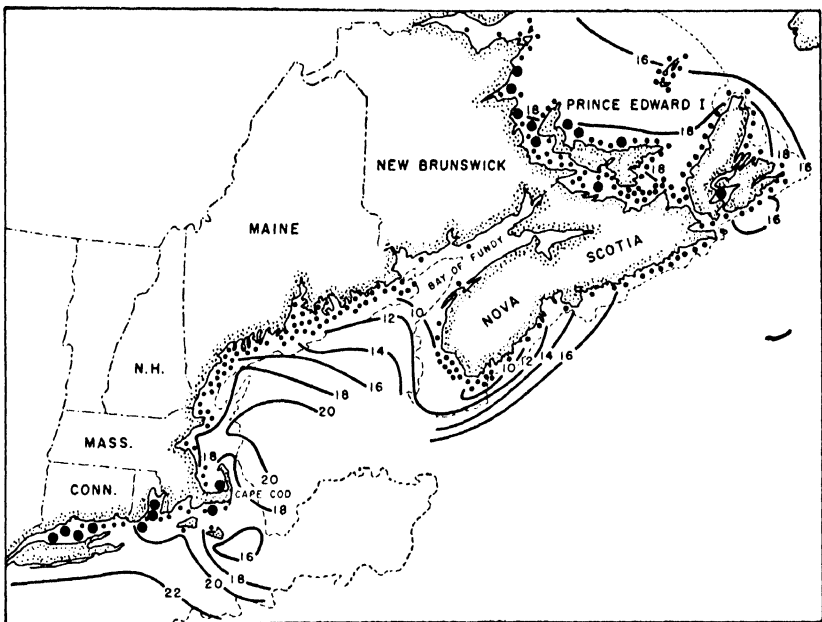 16
PRINCE EDWARD I
18
18
18
16
NEW BRUNSWICK
18
16
MAINE
BAY OF FUNDY
SCOTIA
NOVA
10
12
14
10 12 14 16
N.H.
18
16
20
MASS.
18
20
CONN.
CAPE COD
18
16
20 18
22